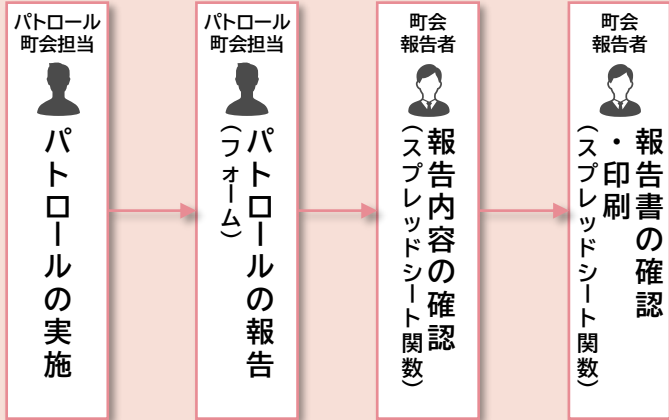 パトロール
町会担当
パトロールの実施
パトロール
町会担当
パトロールの報告
（フォーム）
町会
報告者
報告内容の確認
（スプレッドシート関数）
町会
報告者
報告書の確認
・印刷
（スプレッドシート関数）